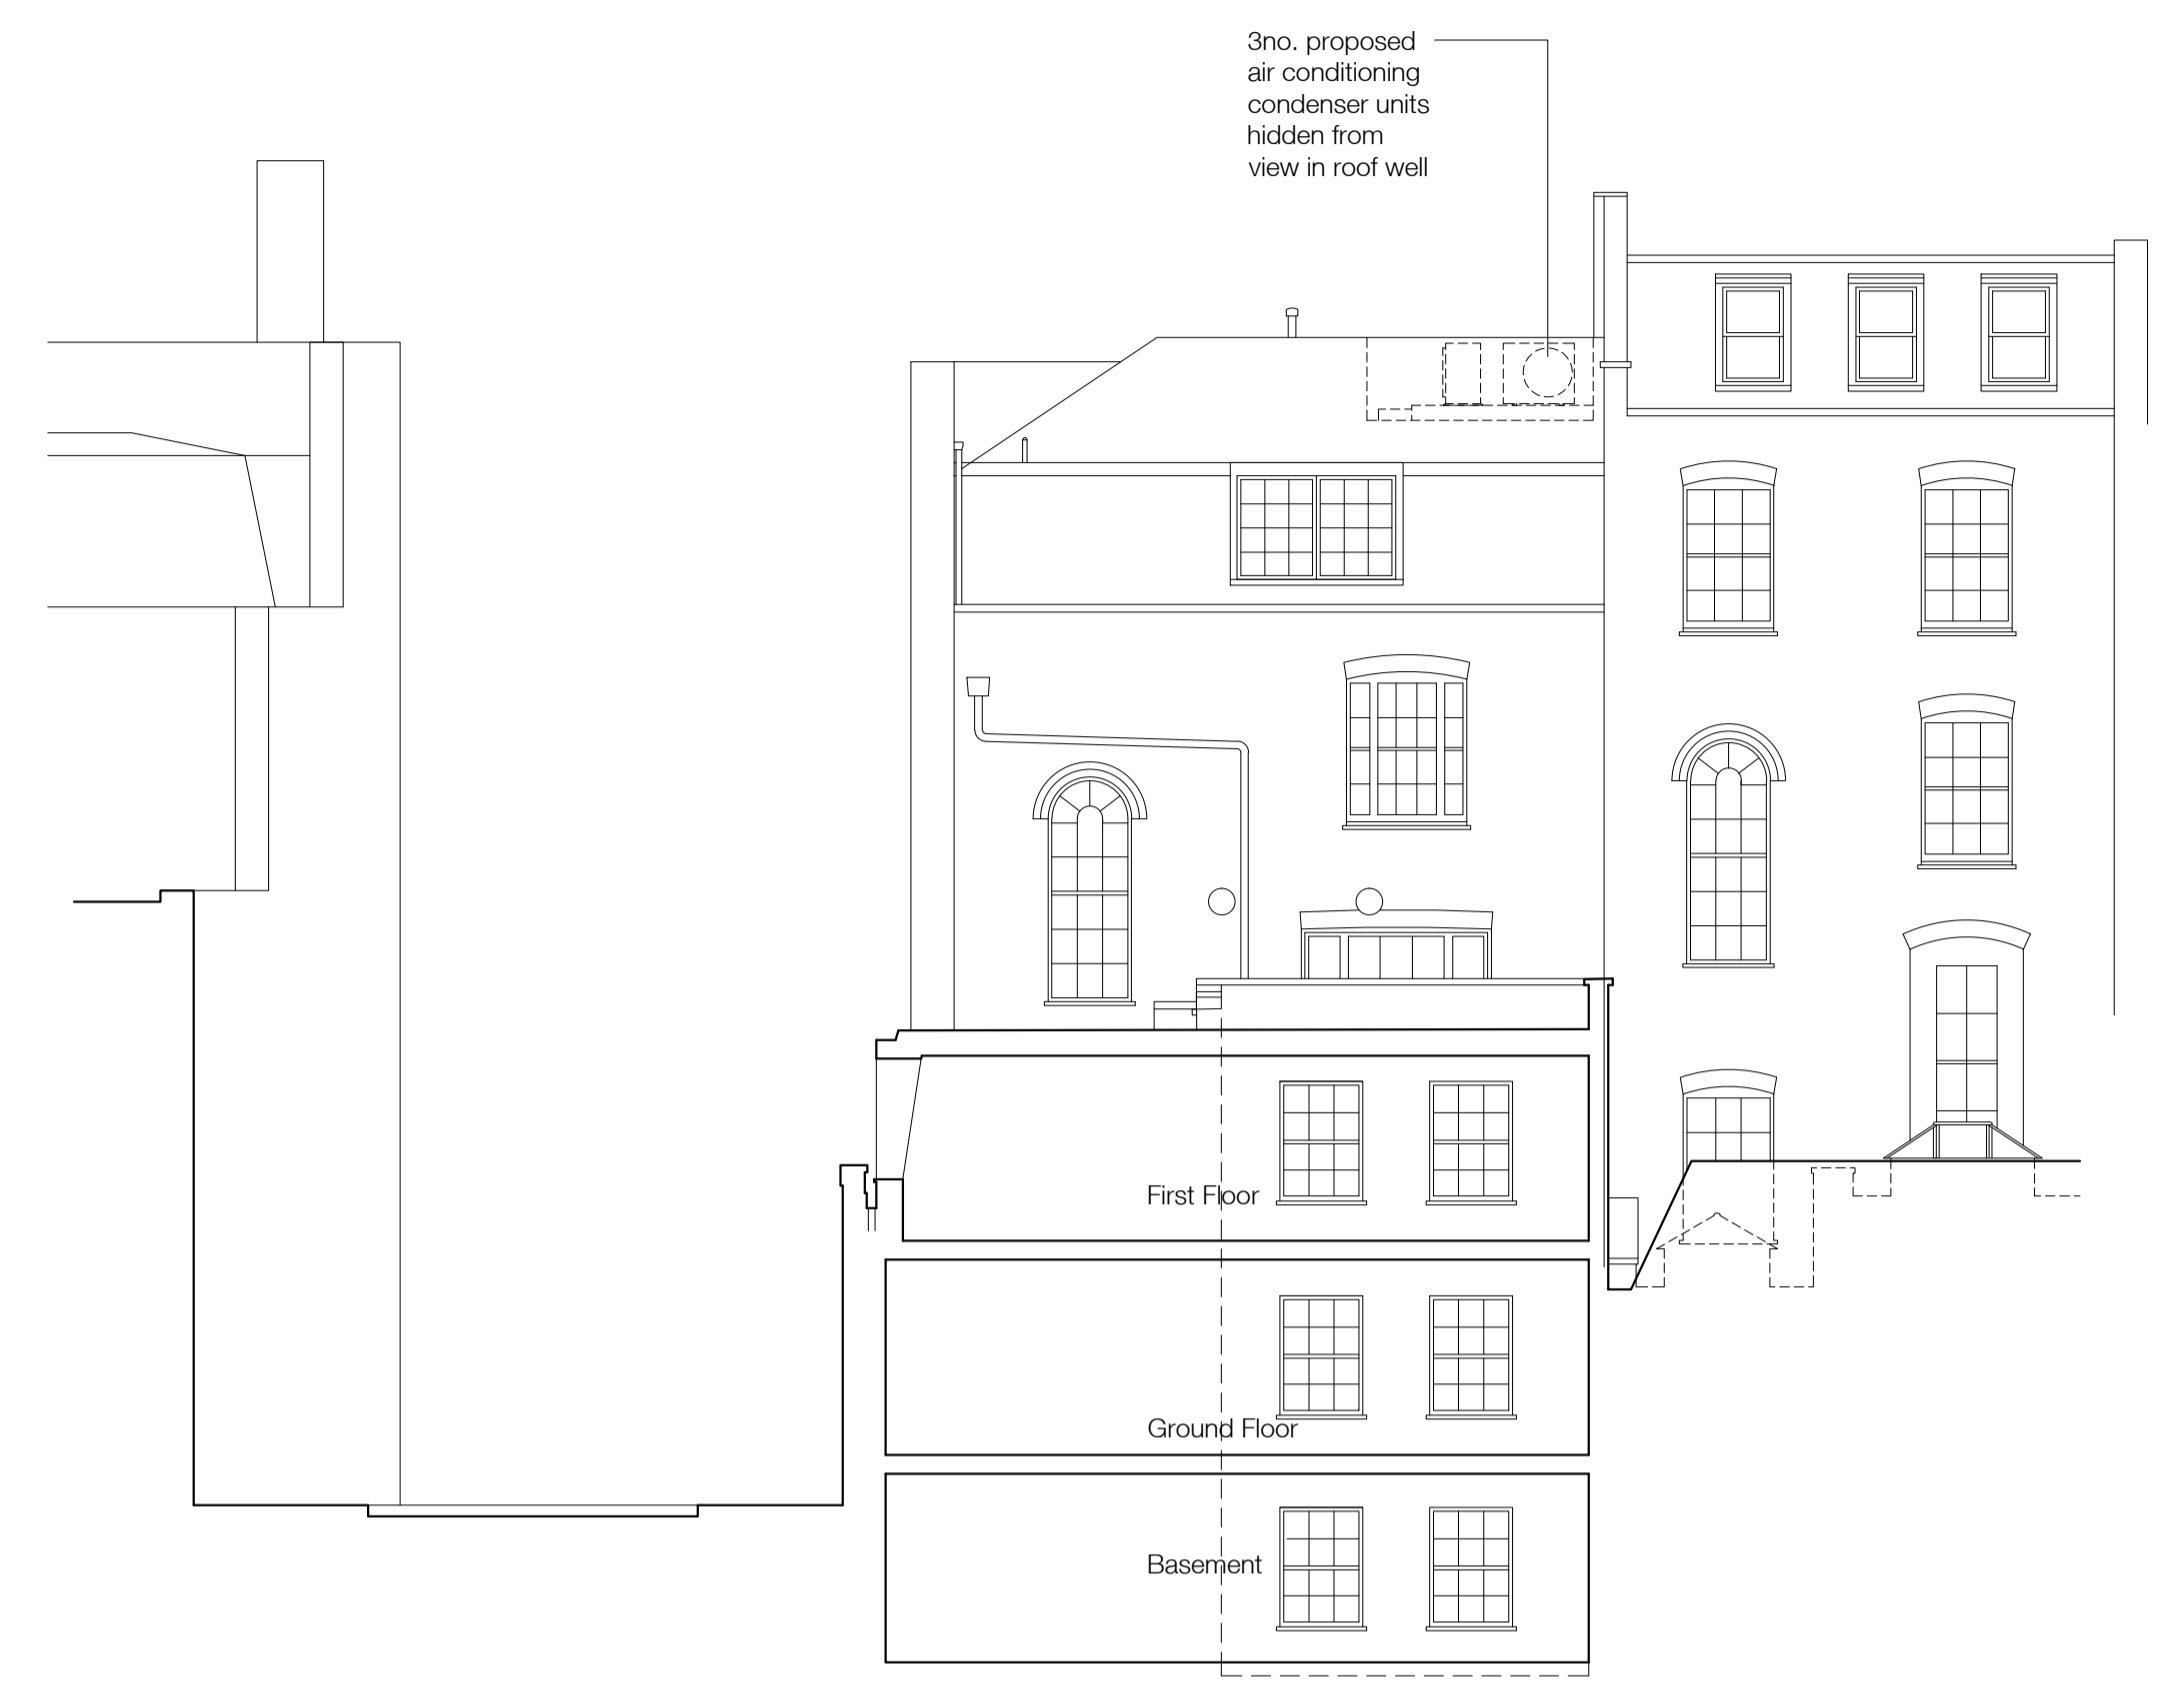 3no. proposed
air conditioning
condenser units
hidden from
view in roof well
First Floor
Ground Floor
Basement